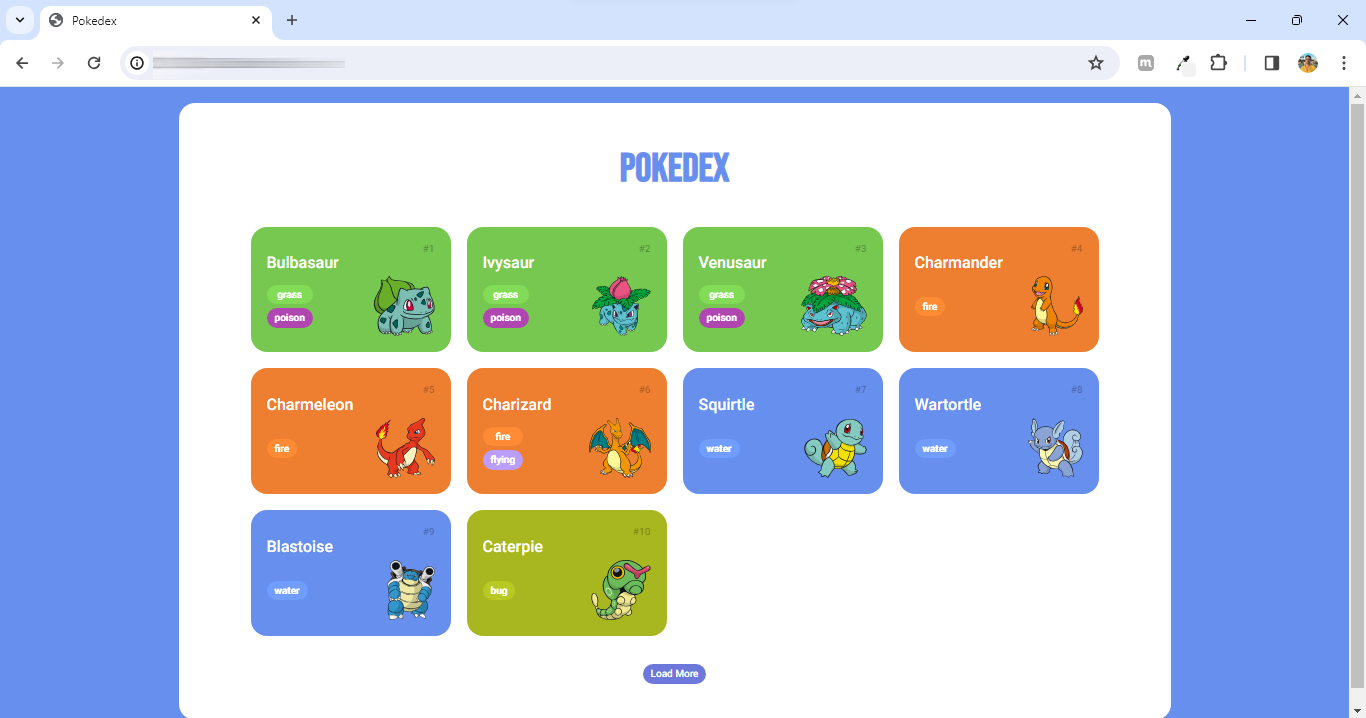 Pokedex
POKEDEX
#1
Bulbasaur
grass
poison
#2
Ivysaur
grass
poison
#3
Venusaur
grass
poison
#4
Charmander
fire
#5
Charmeleon
fire
#6
Charizard
fire
flying
#7
Squirtle
water
#8
Wartortle
water
#9
Blastoise
water
#10
Caterpie
bug
Load More